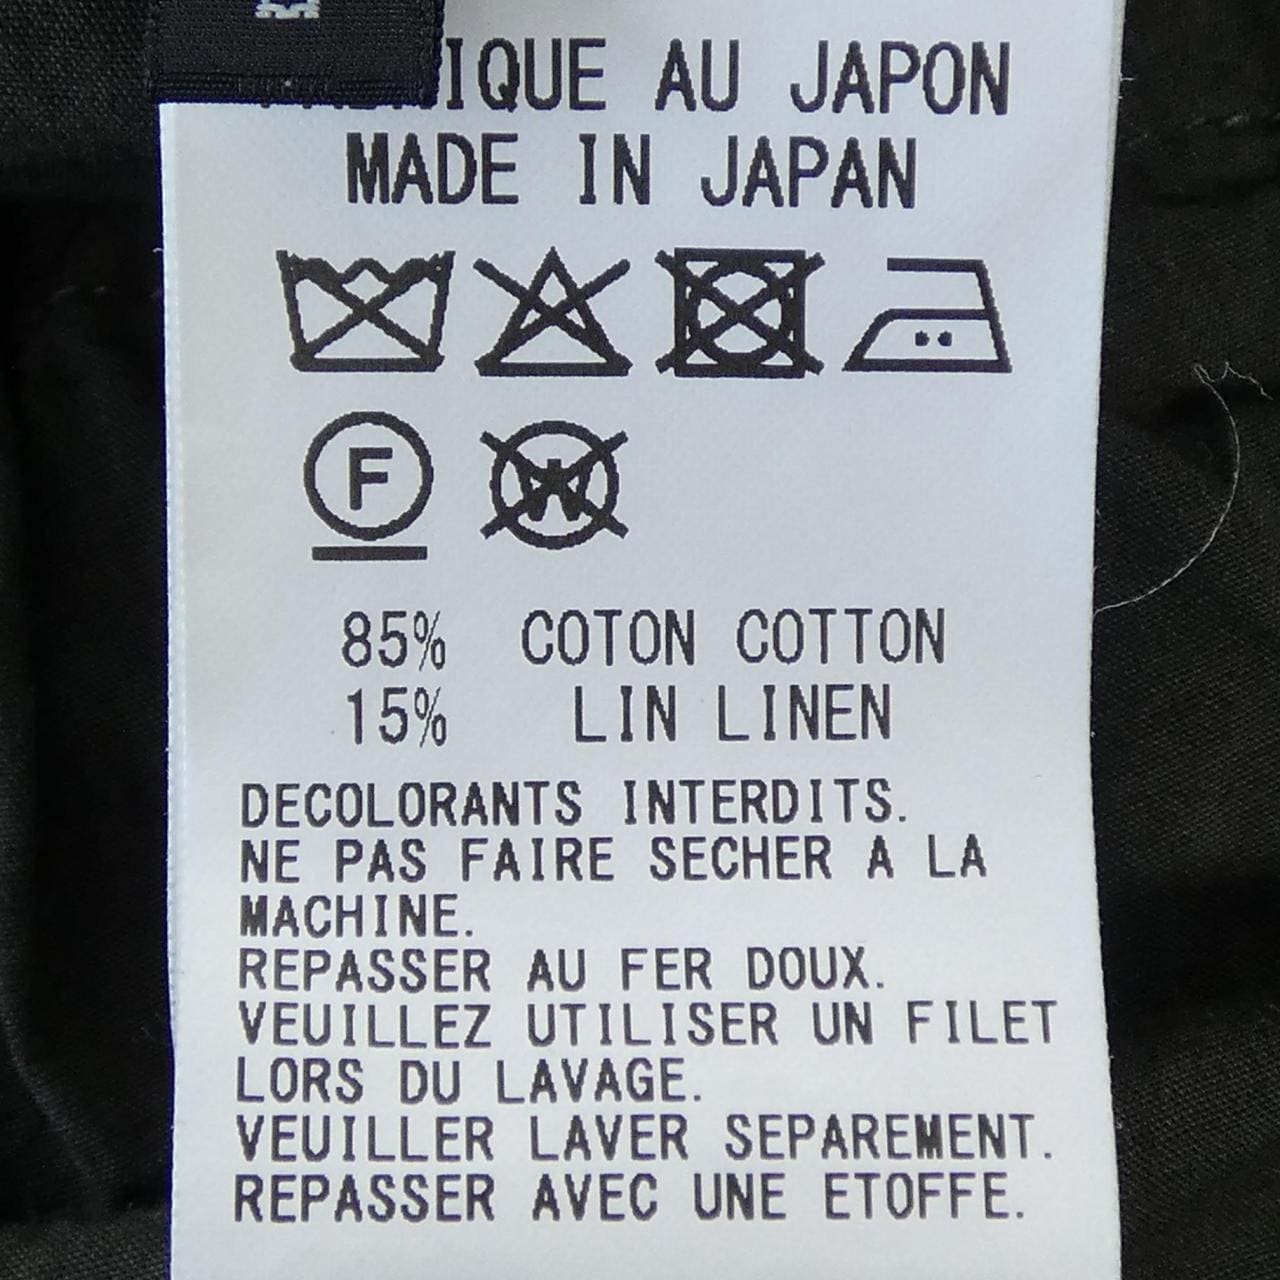 AU JAPON
MADE IN JAPAN
F
W
85% COTON COTTON
15% LIN LINEN
DECOLORANTS INTERDITS.
NE PAS FAIRE SECHER A LA
MACHINE.
REPASSER AU FER DOUX.
VEUILLEZ UTILISER UN FILET
LORS DU LAVAGE.
VEUILLER LAVER SEPAREMENT.
REPASSER AVEC UNE ETOFFE.